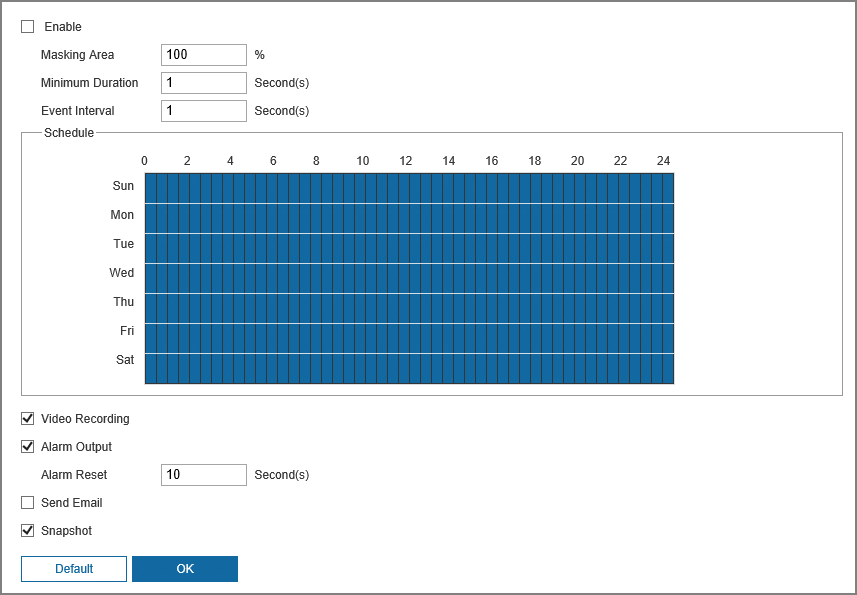 Enable
Masking Area 100 %
Minimum Duration 1 Second(s)
Event Interval 1 Second(s)
Schedule
0 2 4 6 8 10 12 14 16 18 20 22 24
Sun
Mon
Tue
Wed
Thu
Fri
Sat
Video Recording
Alarm Output
Alarm Reset 10 Second(s)
Send Email
Snapshot
Default OK